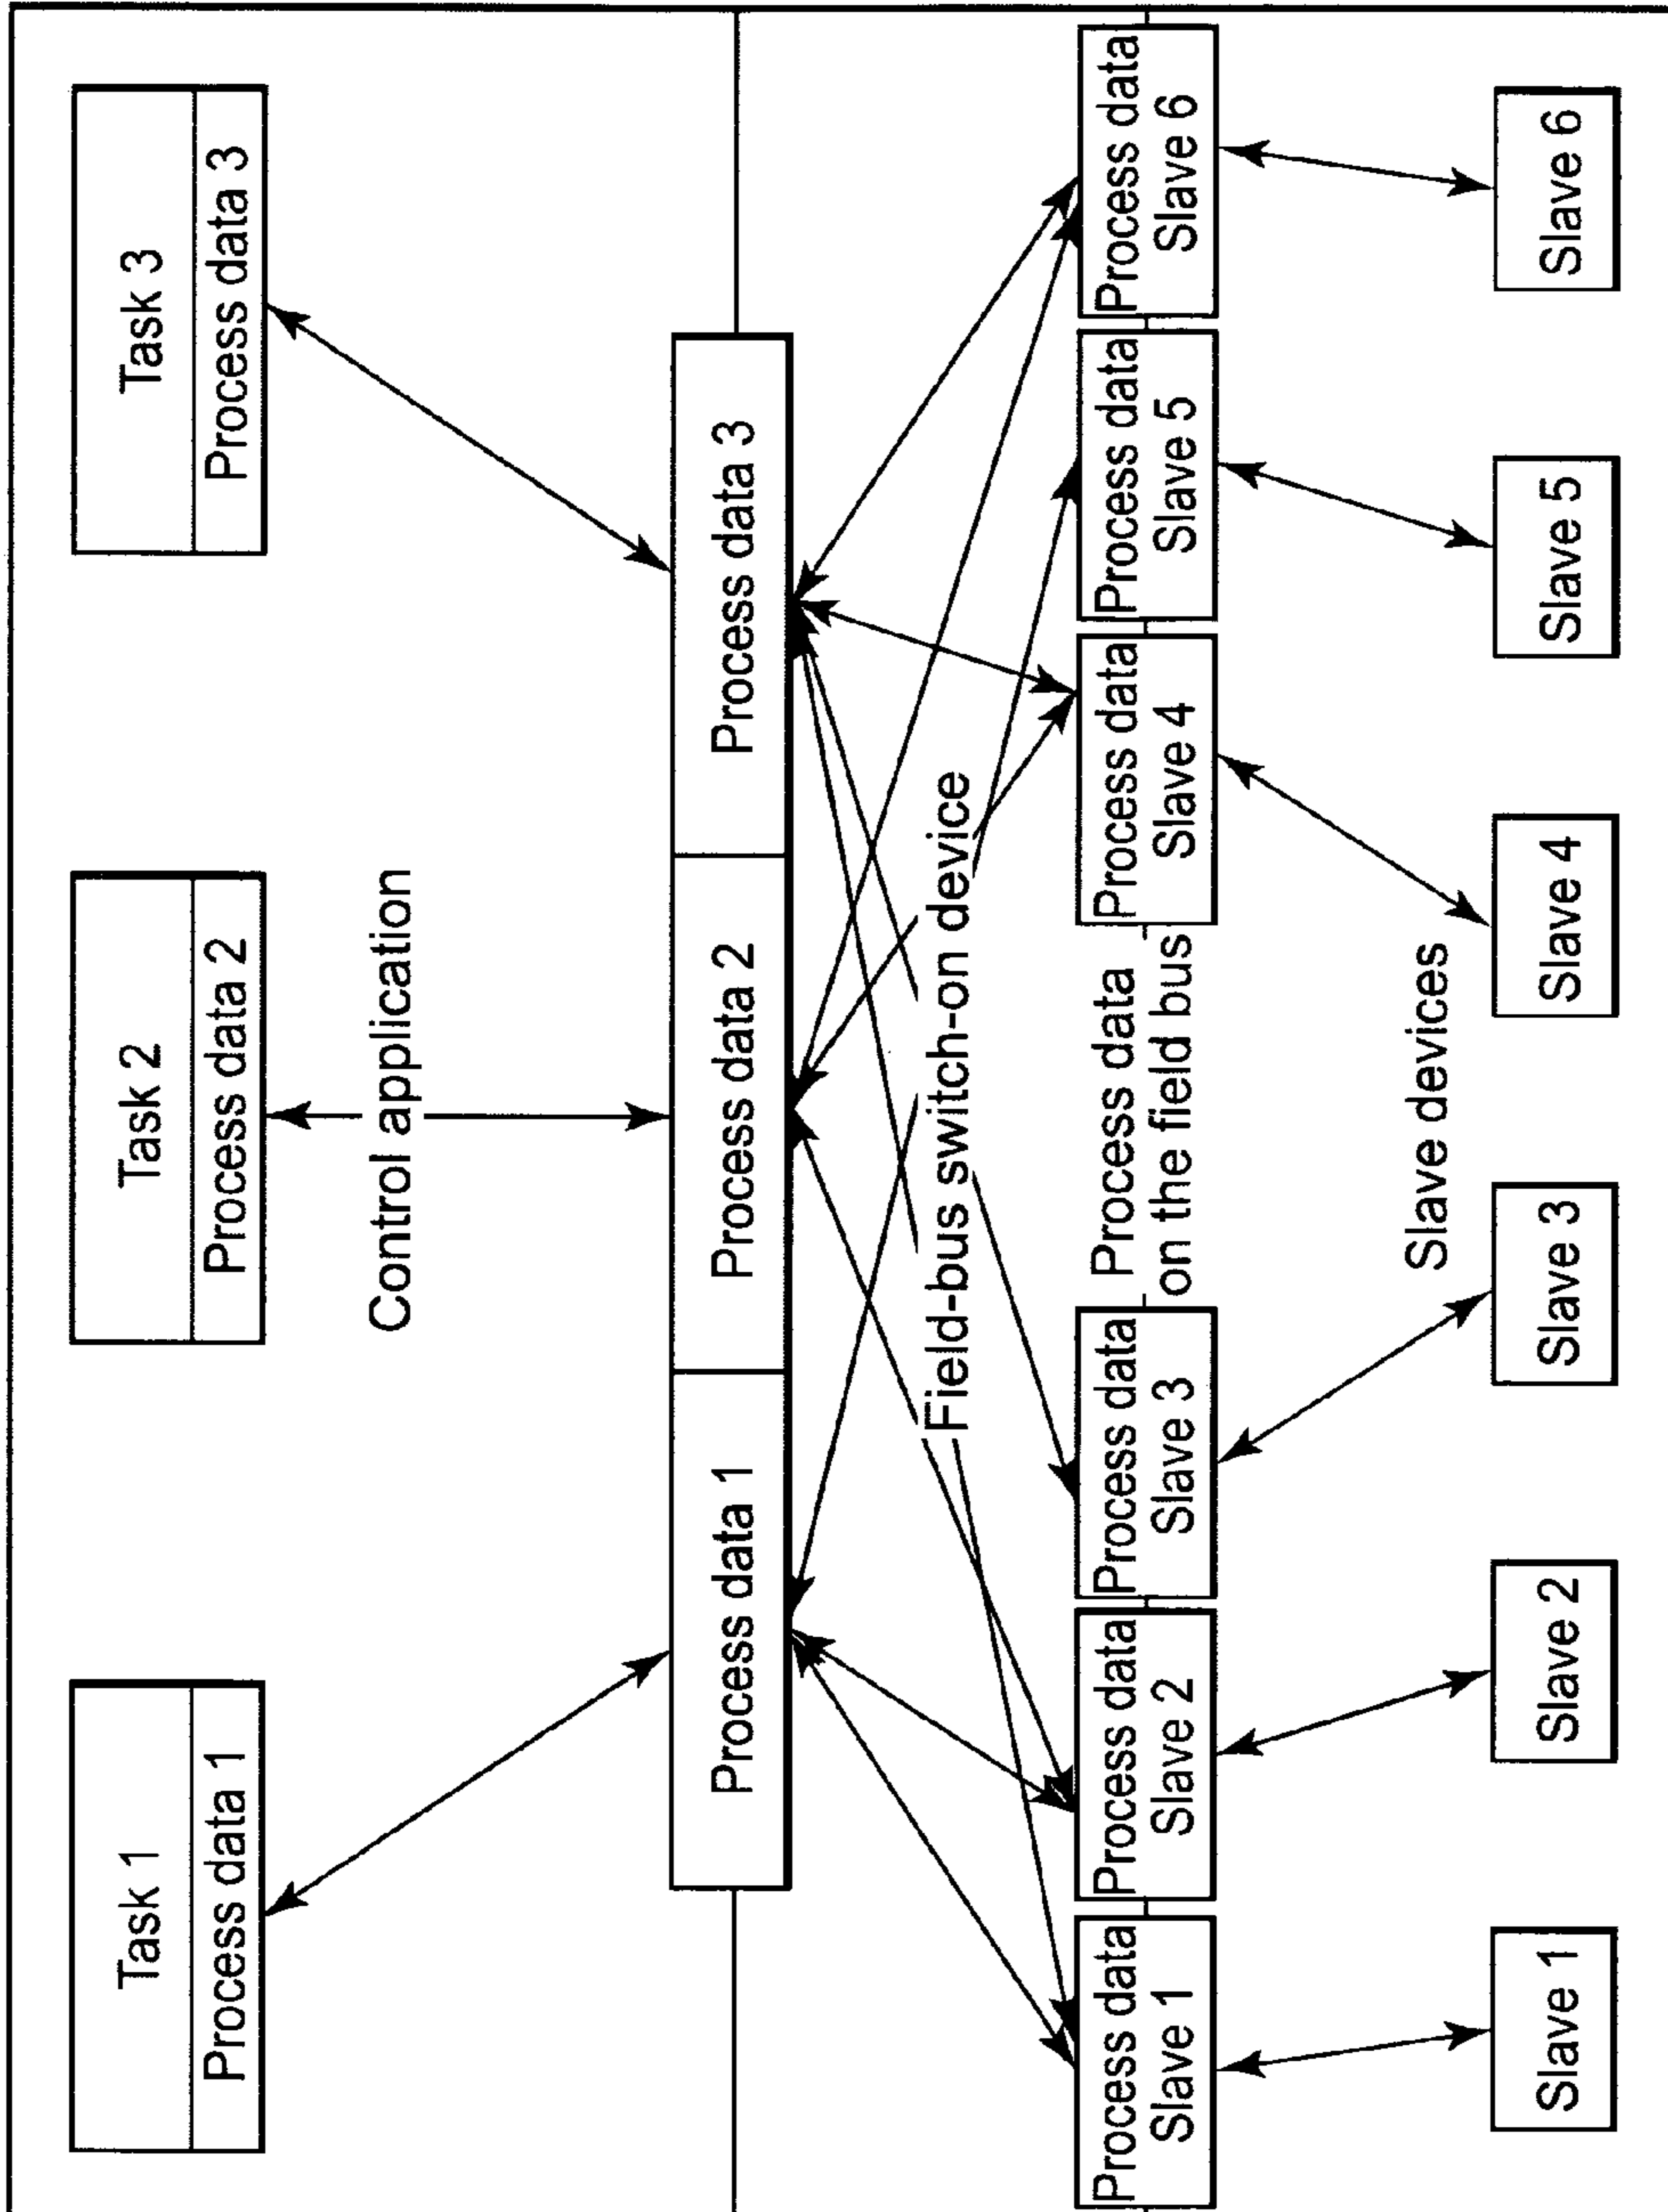 Task 1
Process data 1
Task 2
Process data 2
Task 3
Process data 3
Control application
Process data 1
Process data 2
Process data 3
Field-bus switch-on device
Process data
Slave 1
Process data
Slave 2
Process data
Slave 3
Process data
on the field bus
Process data
Slave 4
Process data
Slave 5
Process data
Slave 6
Slave devices
Slave 1
Slave 2
Slave 3
Slave 4
Slave 5
Slave 6